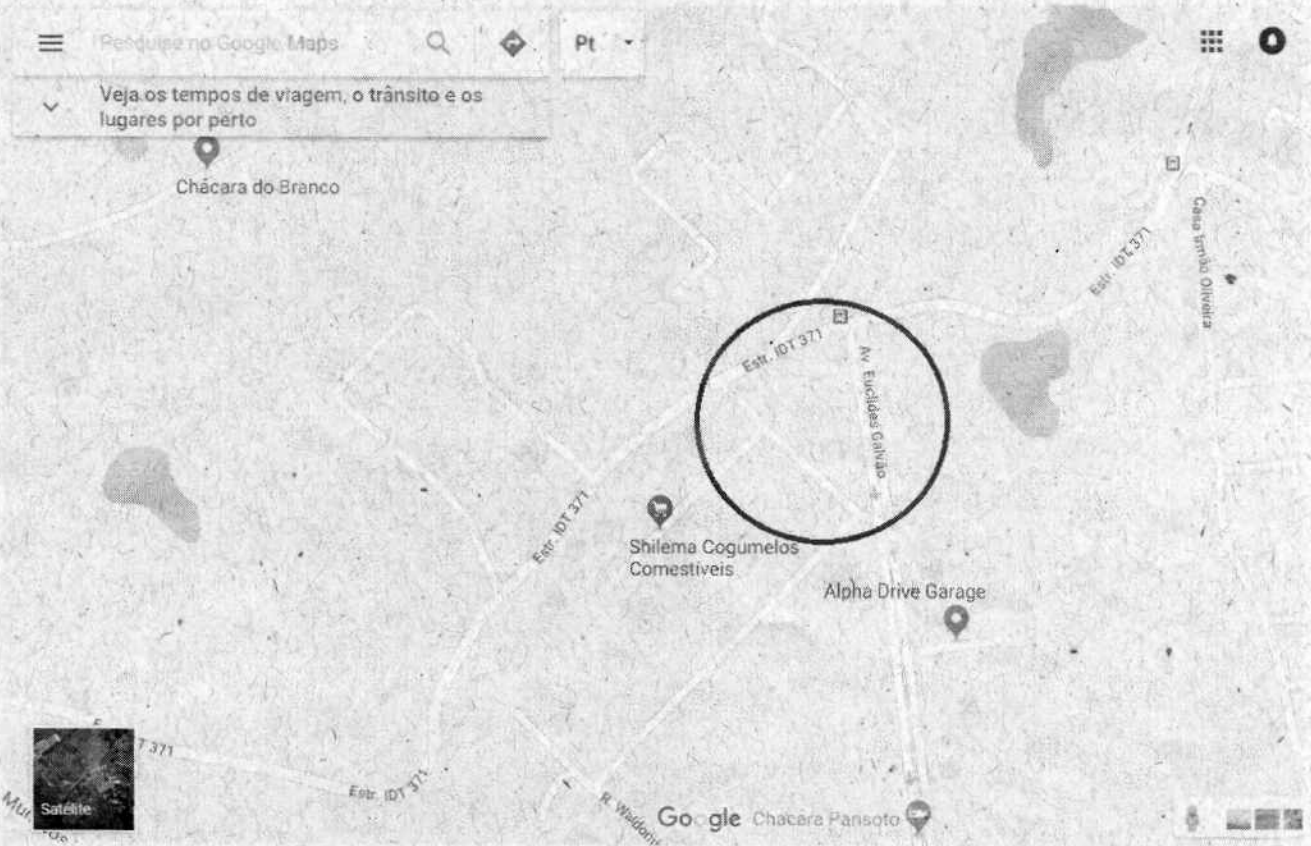 Pesquise no Google Maps
Pt
Veja os tempos de viagem, o trânsito e os
lugares por perto
Chácara do Branco
Casa Irmão Oliveira
Estr. IDT 371
Estr. IDT 371
Av. Euclides Galvão
Estr. IDT 371
Shilema Cogumelos
Comestíveis
Alpha Drive Garage
T 371
Estr. IDT 371
Satélite
Google
Chacara Pansoto